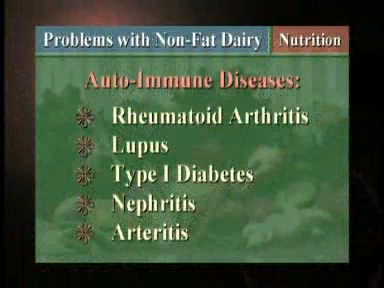 Problems with Non-Fat Dairy Nutrition
Auto-Immune Diseases:
Rheumatoid Arthritis
Lupus
Type I Diabetes
Nephritis
Arteritis